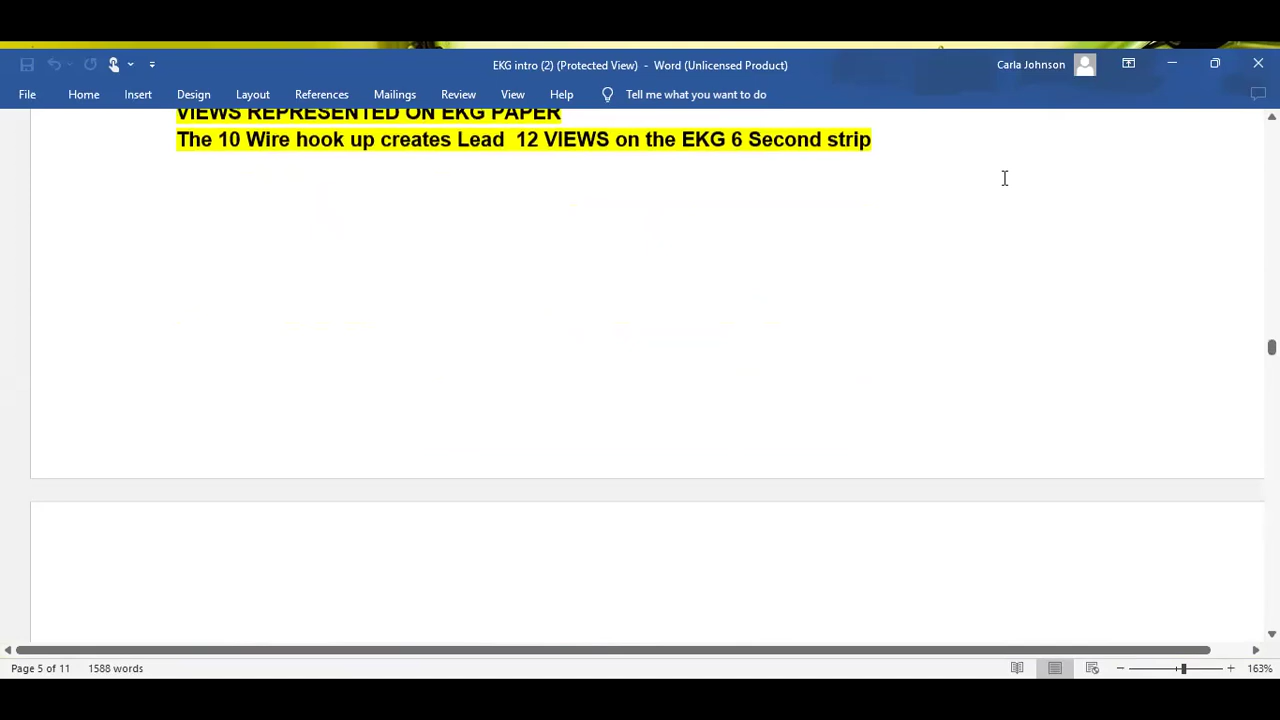 EKG intro (2) (Protected View) - Word (Unlicensed Product)
Carla Johnson
File Home Insert Design Layout References Mailings Review View Help Tell me what you want to do
VIEWS REPRESENTED ON EKG PAPER
The 10 Wire hook up creates Lead  12 VIEWS on the EKG 6 Second strip
Page 5 of 11 1588 words
163%